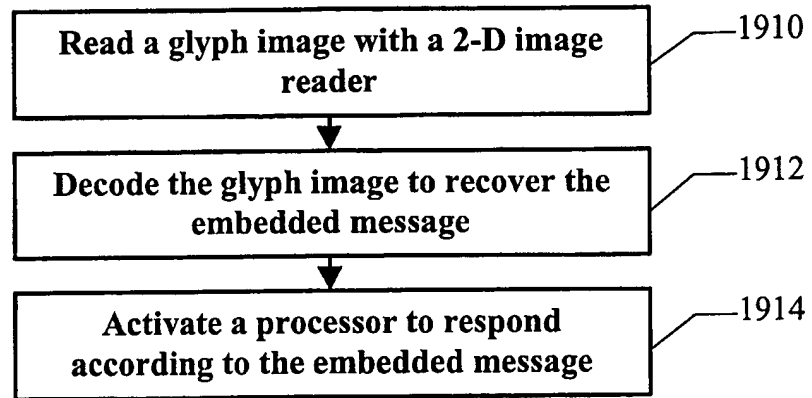 Read a glyph image with a 2-D image
reader
1910
Decode the glyph image to recover the
embedded message
1912
Activate a processor to respond
according to the embedded message
1914